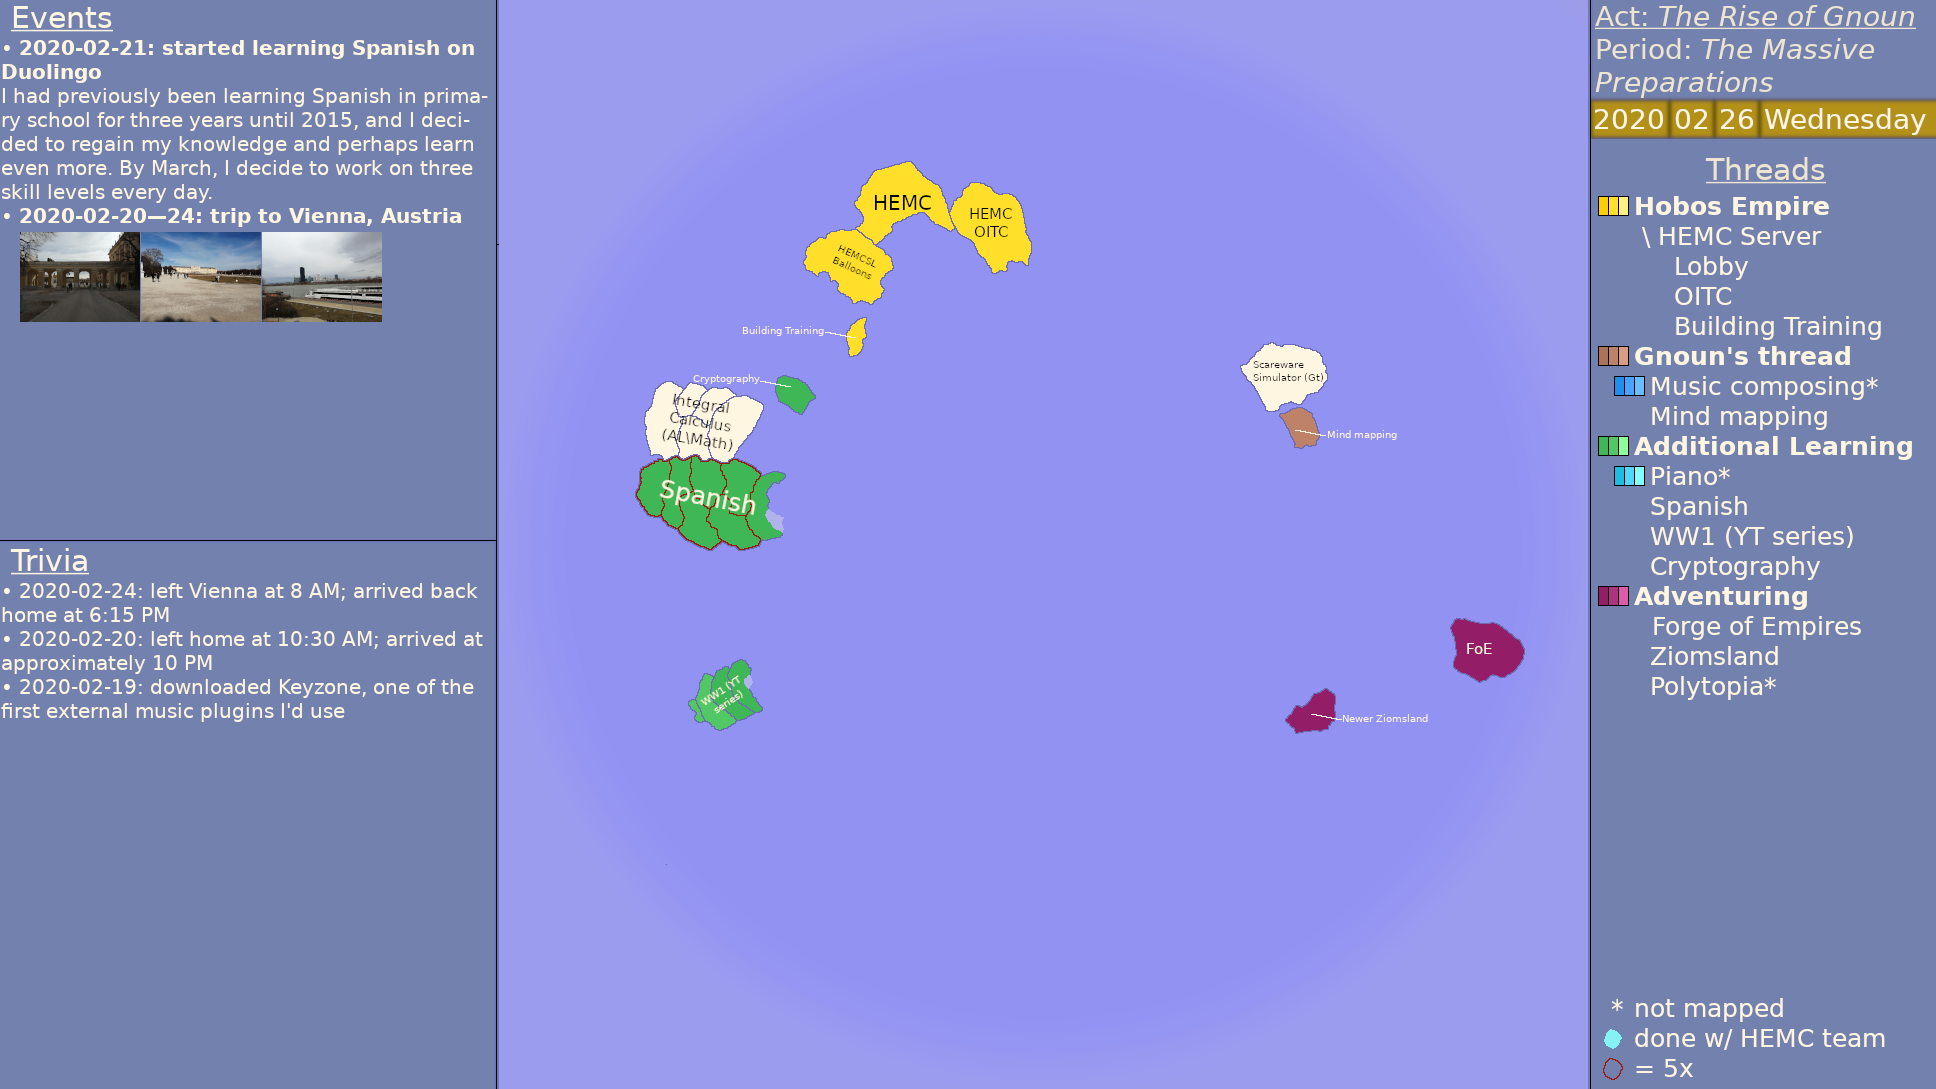 Events
• 2020-02-21: started learning Spanish on
Duolingo
I had previously been learning Spanish in prima-
ry school for three years until 2015, and I deci-
ded to regain my knowledge and perhaps learn
even more. By March, I decide to work on three
skill levels every day.
• 2020-02-20—24: trip to Vienna, Austria
Trivia
• 2020-02-24: left Vienna at 8 AM; arrived back
home at 6:15 PM
• 2020-02-20: left home at 10:30 AM; arrived at
approximately 10 PM
• 2020-02-19: downloaded Keyzone, one of the
first external music plugins I'd use
HEMC
HEMC
OITC
HEMCSL
Balloons
Building Training
Cryptography
Integral
Calculus
(AL\Math)
Spanish
Scareware
Simulator (Gt)
Mind mapping
WW1 (YT
series)
FoE
Newer Ziomsland
Act: The Rise of Gnoun
Period: The Massive
Preparations
2020 02 26 Wednesday
Threads
Hobos Empire
\ HEMC Server
Lobby
OITC
Building Training
Gnoun's thread
Music composing*
Mind mapping
Additional Learning
Piano*
Spanish
WW1 (YT series)
Cryptography
Adventuring
Forge of Empires
Ziomsland
Polytopia*
* not mapped
done w/ HEMC team
= 5x